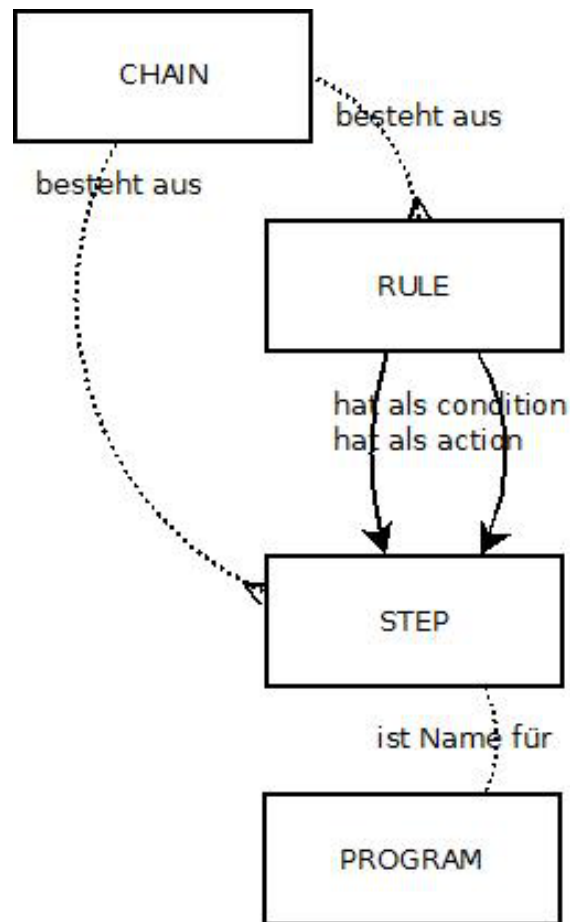 CHAIN
besteht aus
besteht aus
RULE
hat als condition
hat als action
STEP
ist Name für
PROGRAM